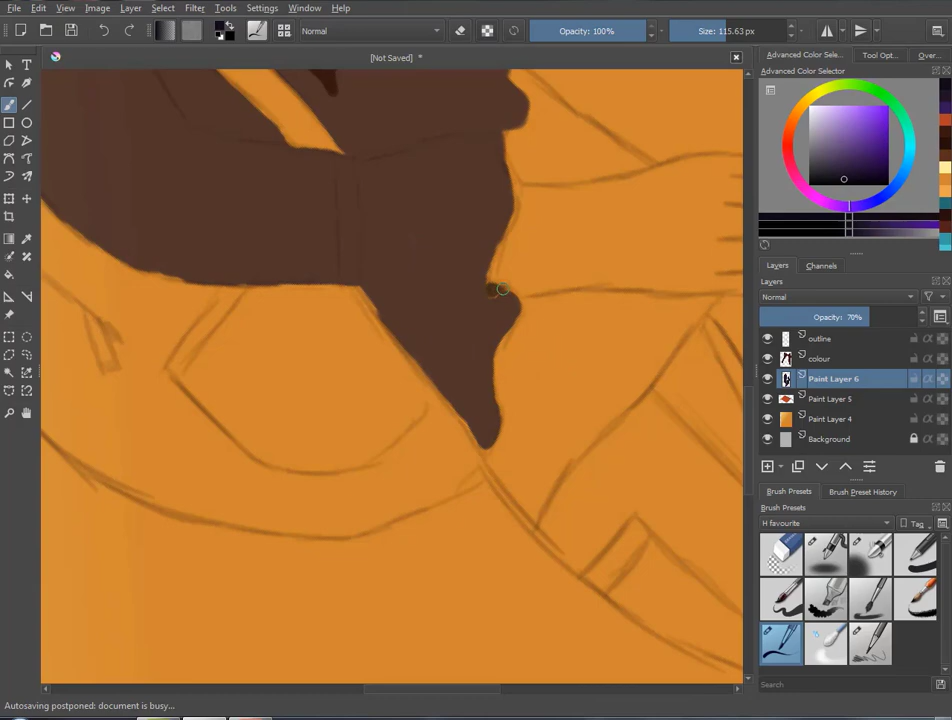 File Edit View Image Layer Select Filter Tools Settings Window Help
Normal Opacity: 100% Size: 115.63 px
[Not Saved] *
Advanced Color Sele... Tool Opt... Over...
Advanced Color Selector
Layers Channels
Layers
Normal
Opacity: 70%
outline
colour
Paint Layer 6
Paint Layer 5
Paint Layer 4
Background
Brush Presets Brush Preset History
Brush Presets
H favourite Tag
Search
Autosaving postponed: document is busy...